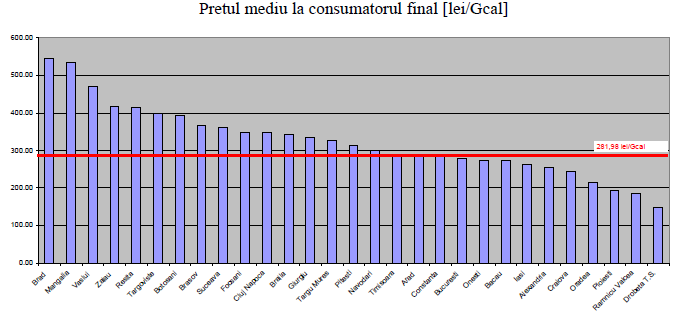 Pretul mediu la consumatorul final [lei/Gcal]
600.00
500.00
400.00
300.00
200.00
100.00
0.00
291,98 lei/Gcal
Brad
Mangalia
Vaslui
Zalau
Resita
Targoviste
Botosani
Brasov
Suceava
Focsani
Cluj Napoca
Braila
Giurgiu
Targu Mures
Pitesti
Navodari
Timisoara
Arad
Constanta
Bucuresti
Onesti
Bacau
Iasi
Alexandria
Craiova
Oradea
Ploiesti
Ramnicu Valcea
Drobeta T.S.